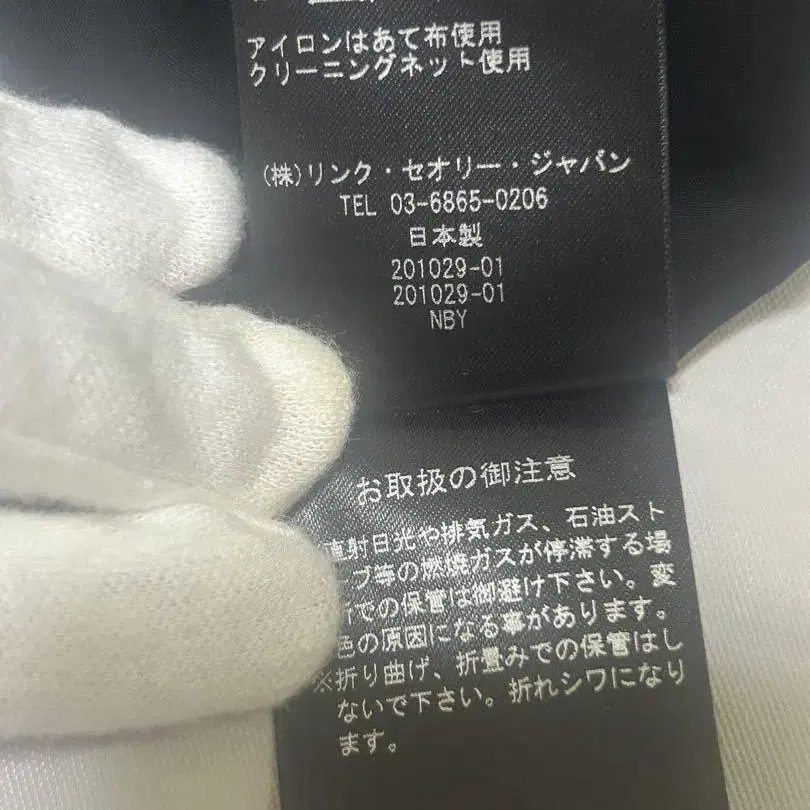 アイロンはあて布使用
クリーニングネット使用
(株)リンク・セオリー・ジャパン
TEL 03-6865-0206
日本製
201029-01
201029-01
NBY
お取扱の御注意
直射日光や排気ガス、石油スト
ーブ等の燃焼ガスが停滞する場
での保管は御避け下さい。変
色の原因になる事があります。
※折り曲げ、折畳みでの保管はし
ないで下さい。折れシワになり
ます。